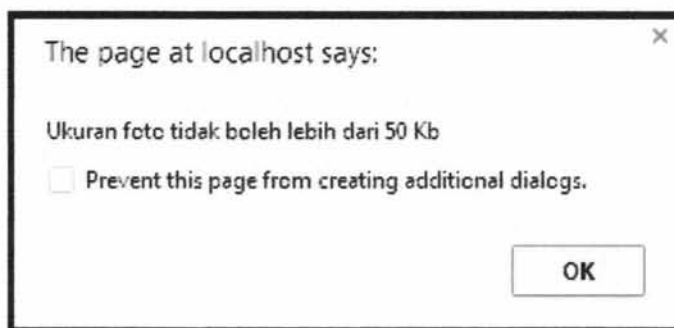 The page at localhost says:
Ukuran foto tidak boleh lebih dari 50 Kb
Prevent this page from creating additional dialogs.
OK